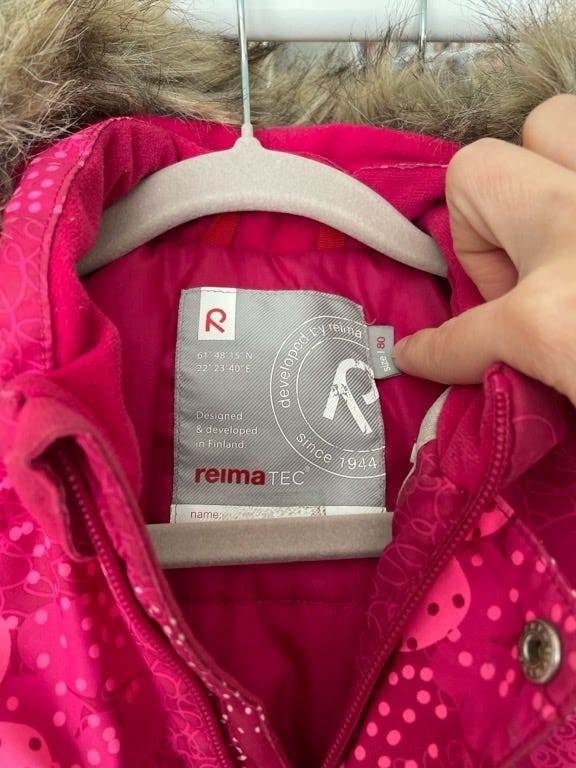 R
61° 48' 15"N
22° 23' 40"E
Designed
& developed
in Finland.
reimaTEC®
name:
developed by reima
R
since 1944
size | 80